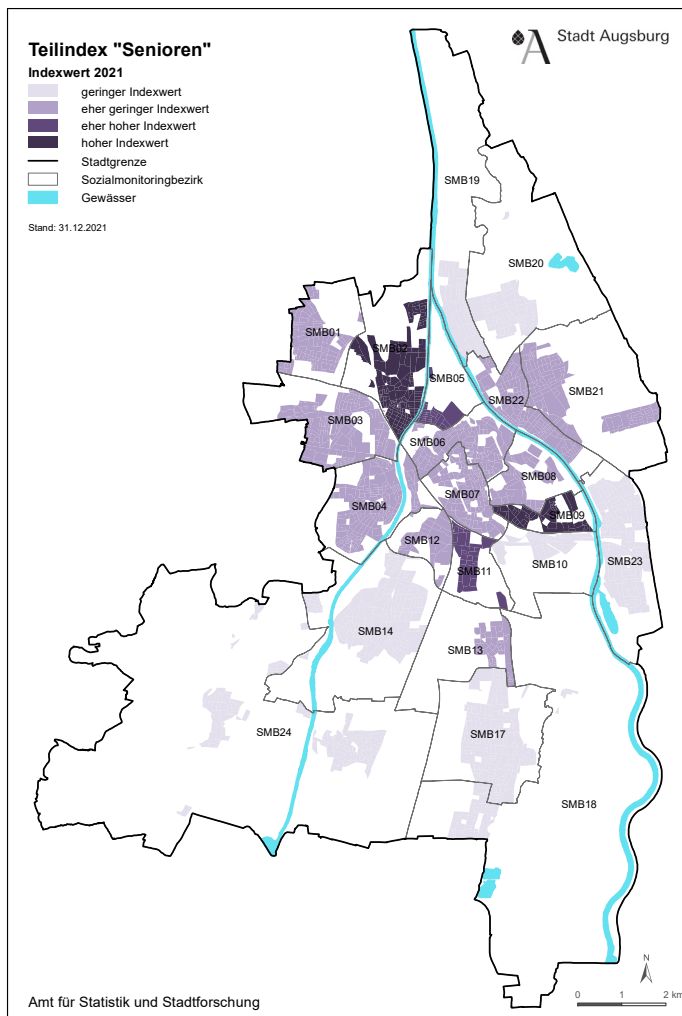 Teilindex "Senioren"
Indexwert 2021
geringer Indexwert
eher geringer Indexwert
eher hoher Indexwert
hoher Indexwert
Stadtgrenze
Sozialmonitoringbezirk
Gewässer
Stand: 31.12.2021
A Stadt Augsburg
SMB19
SMB20
SMB01
SMB02
SMB05
SMB21
SMB22
SMB03
SMB06
SMB08
SMB07
SMB04
SMB09
SMB12
SMB10
SMB23
SMB11
SMB14
SMB13
SMB24
SMB17
SMB18
N
0 1 2 km
Amt für Statistik und Stadtforschung